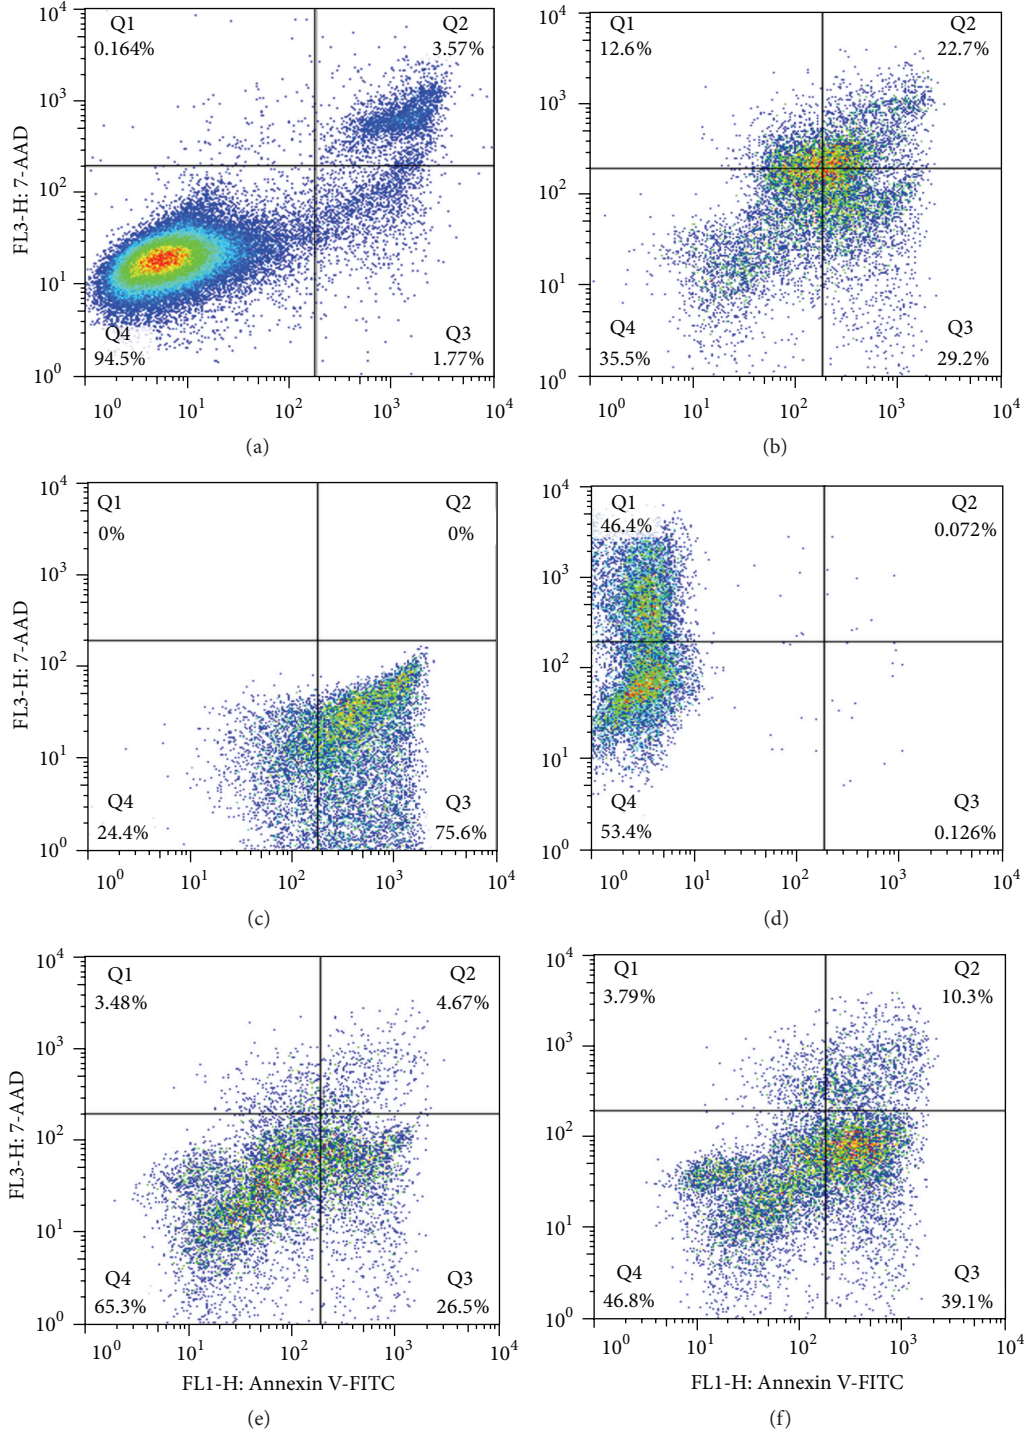 10^4
Q1
Q2
0.164%
3.57%
10^3
10^2
10^1
Q4
Q3
94.5%
1.77%
10^0
10^0 10^1 10^2 10^3 10^4
FL3-H: 7-AAD
(a)
10^4
Q1
Q2
12.6%
22.7%
10^3
10^2
10^1
Q4
Q3
35.5%
29.2%
10^0
10^0 10^1 10^2 10^3 10^4
(b)
10^4
Q1
Q2
0%
0%
10^3
10^2
10^1
Q4
Q3
24.4%
75.6%
10^0
10^0 10^1 10^2 10^3 10^4
FL3-H: 7-AAD
(c)
10^4
Q1
Q2
46.4%
0.072%
10^3
10^2
10^1
Q4
Q3
53.4%
0.126%
10^0
10^0 10^1 10^2 10^3 10^4
(d)
10^4
Q1
Q2
3.48%
4.67%
10^3
10^2
10^1
Q4
Q3
65.3%
26.5%
10^0
10^0 10^1 10^2 10^3 10^4
FL3-H: 7-AAD
FL1-H: Annexin V-FITC
(e)
10^4
Q1
Q2
3.79%
10.3%
10^3
10^2
10^1
Q4
Q3
46.8%
39.1%
10^0
10^0 10^1 10^2 10^3 10^4
FL1-H: Annexin V-FITC
(f)